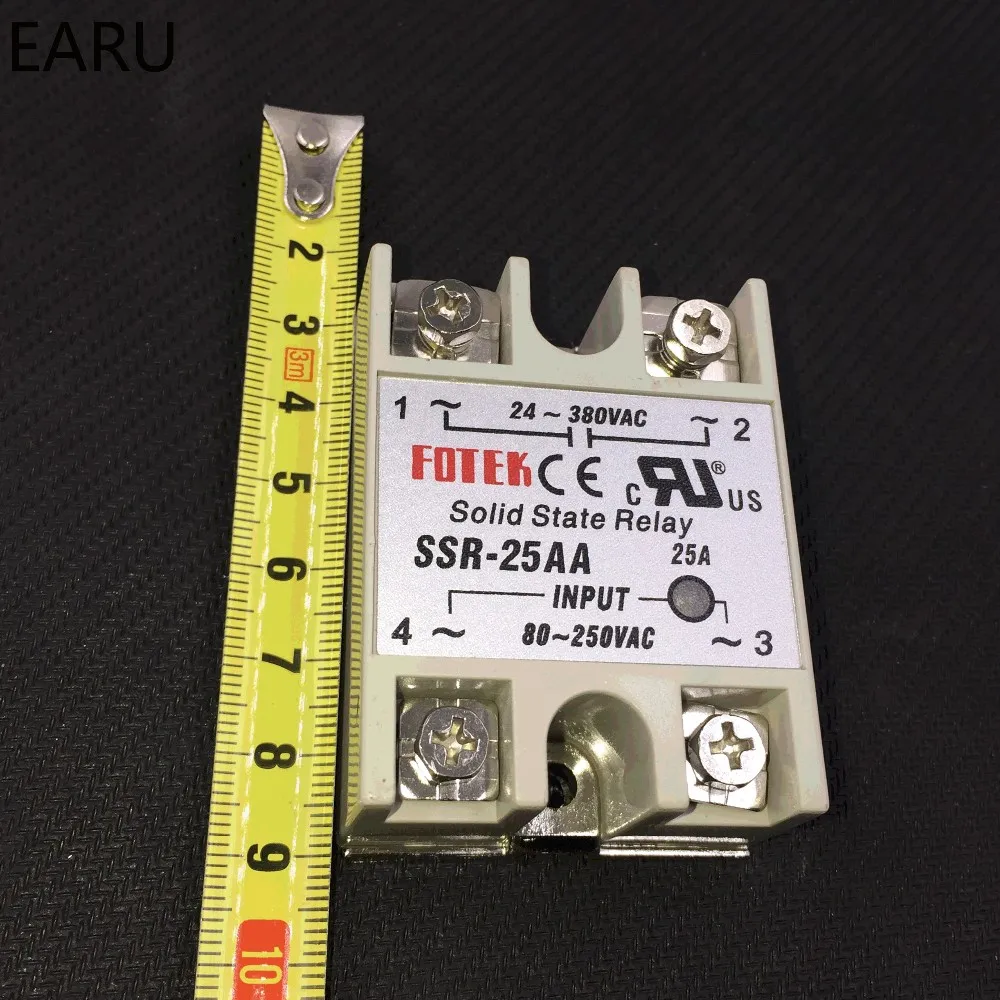 EARU
2
3
3m
4
5
6
7
8
9
10
1 ~ 24 ~ 380VAC ~ 2
FOTEK CE C RU ® US
Solid State Relay
SSR-25AA 25A
INPUT
4 ~ 80~250VAC ~ 3